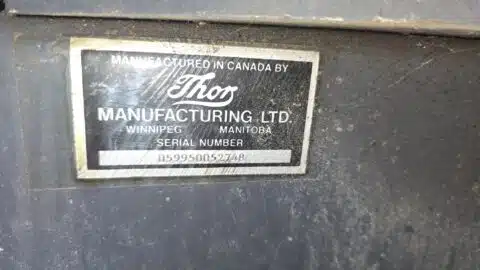 MANUFACTURED IN CANADA BY
Thor
MANUFACTURING LTD.
WINNIPEG MANITOBA
SERIAL NUMBER